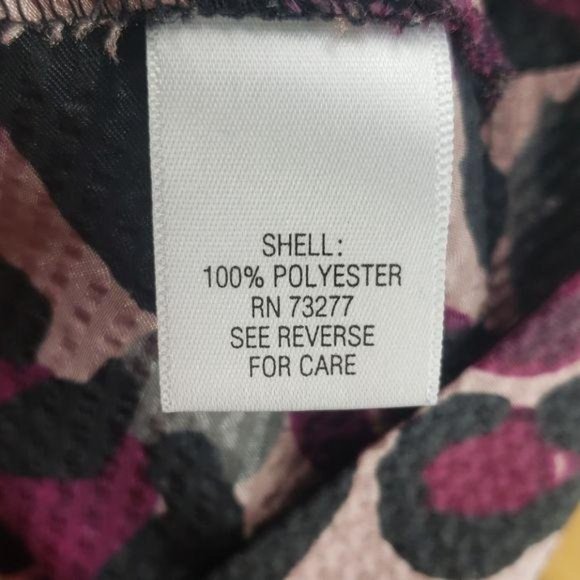 SHELL:
100% POLYESTER
RN 73277
SEE REVERSE
FOR CARE